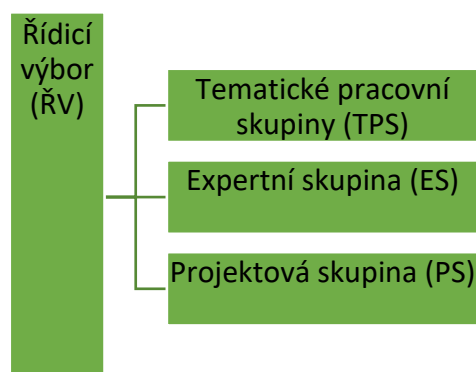 Řídicí
výbor
(ŘV)
Tematické pracovní
skupiny (TPS)
Expertní skupina (ES)
Projektová skupina (PS)